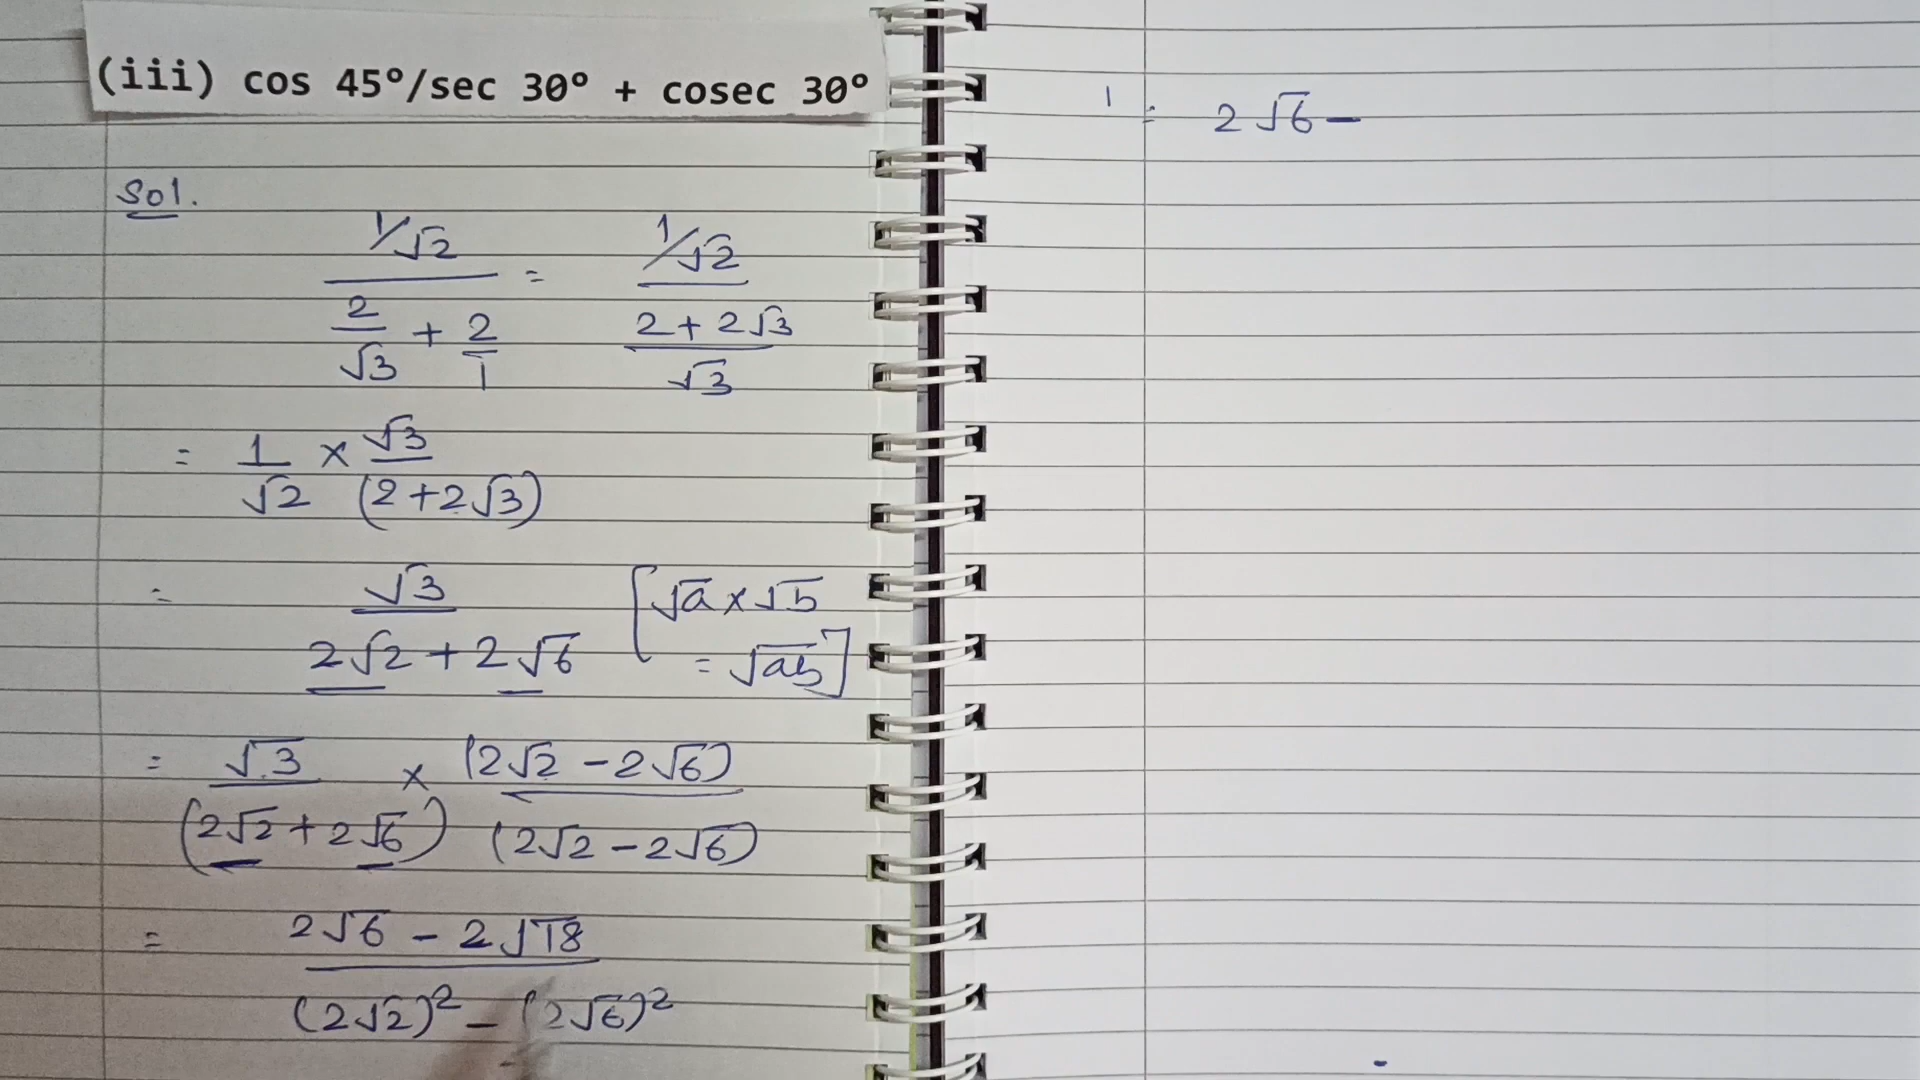 (iii) cos 45°/sec 30° + cosec 30°
Sol.
1/√2 / (2/√3 + 2/1) = 1/√2 / ((2+2√3)/√3)
= 1/√2 × √3/(2+2√3)
= √3/(2√2+2√6) [√a×√b
= √ab]
= √3/(2√2+2√6) × (2√2-2√6)/(2√2-2√6)
= (2√6 - 2√18)/((2√2)² - (2√6)²)
= 2√6 -